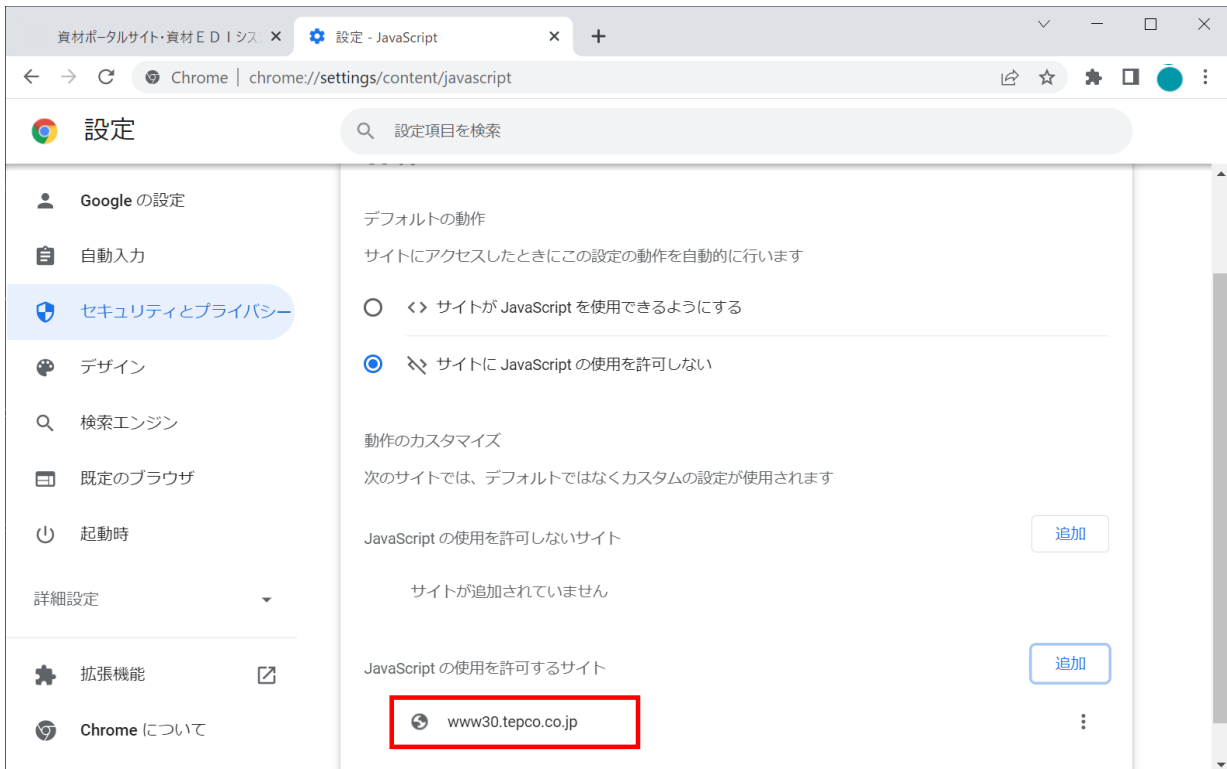 資材ポータルサイト・資材ＥＤＩシス
設定 - JavaScript
Chrome | chrome://settings/content/javascript
設定
設定項目を検索
Google の設定
自動入力
セキュリティとプライバシー
デザイン
検索エンジン
既定のブラウザ
起動時
詳細設定
拡張機能
Chrome について
デフォルトの動作
サイトにアクセスしたときにこの設定の動作を自動的に行います
サイトが JavaScript を使用できるようにする
サイトに JavaScript の使用を許可しない
動作のカスタマイズ
次のサイトでは、デフォルトではなくカスタムの設定が使用されます
JavaScript の使用を許可しないサイト
追加
サイトが追加されていません
JavaScript の使用を許可するサイト
追加
www30.tepco.co.jp